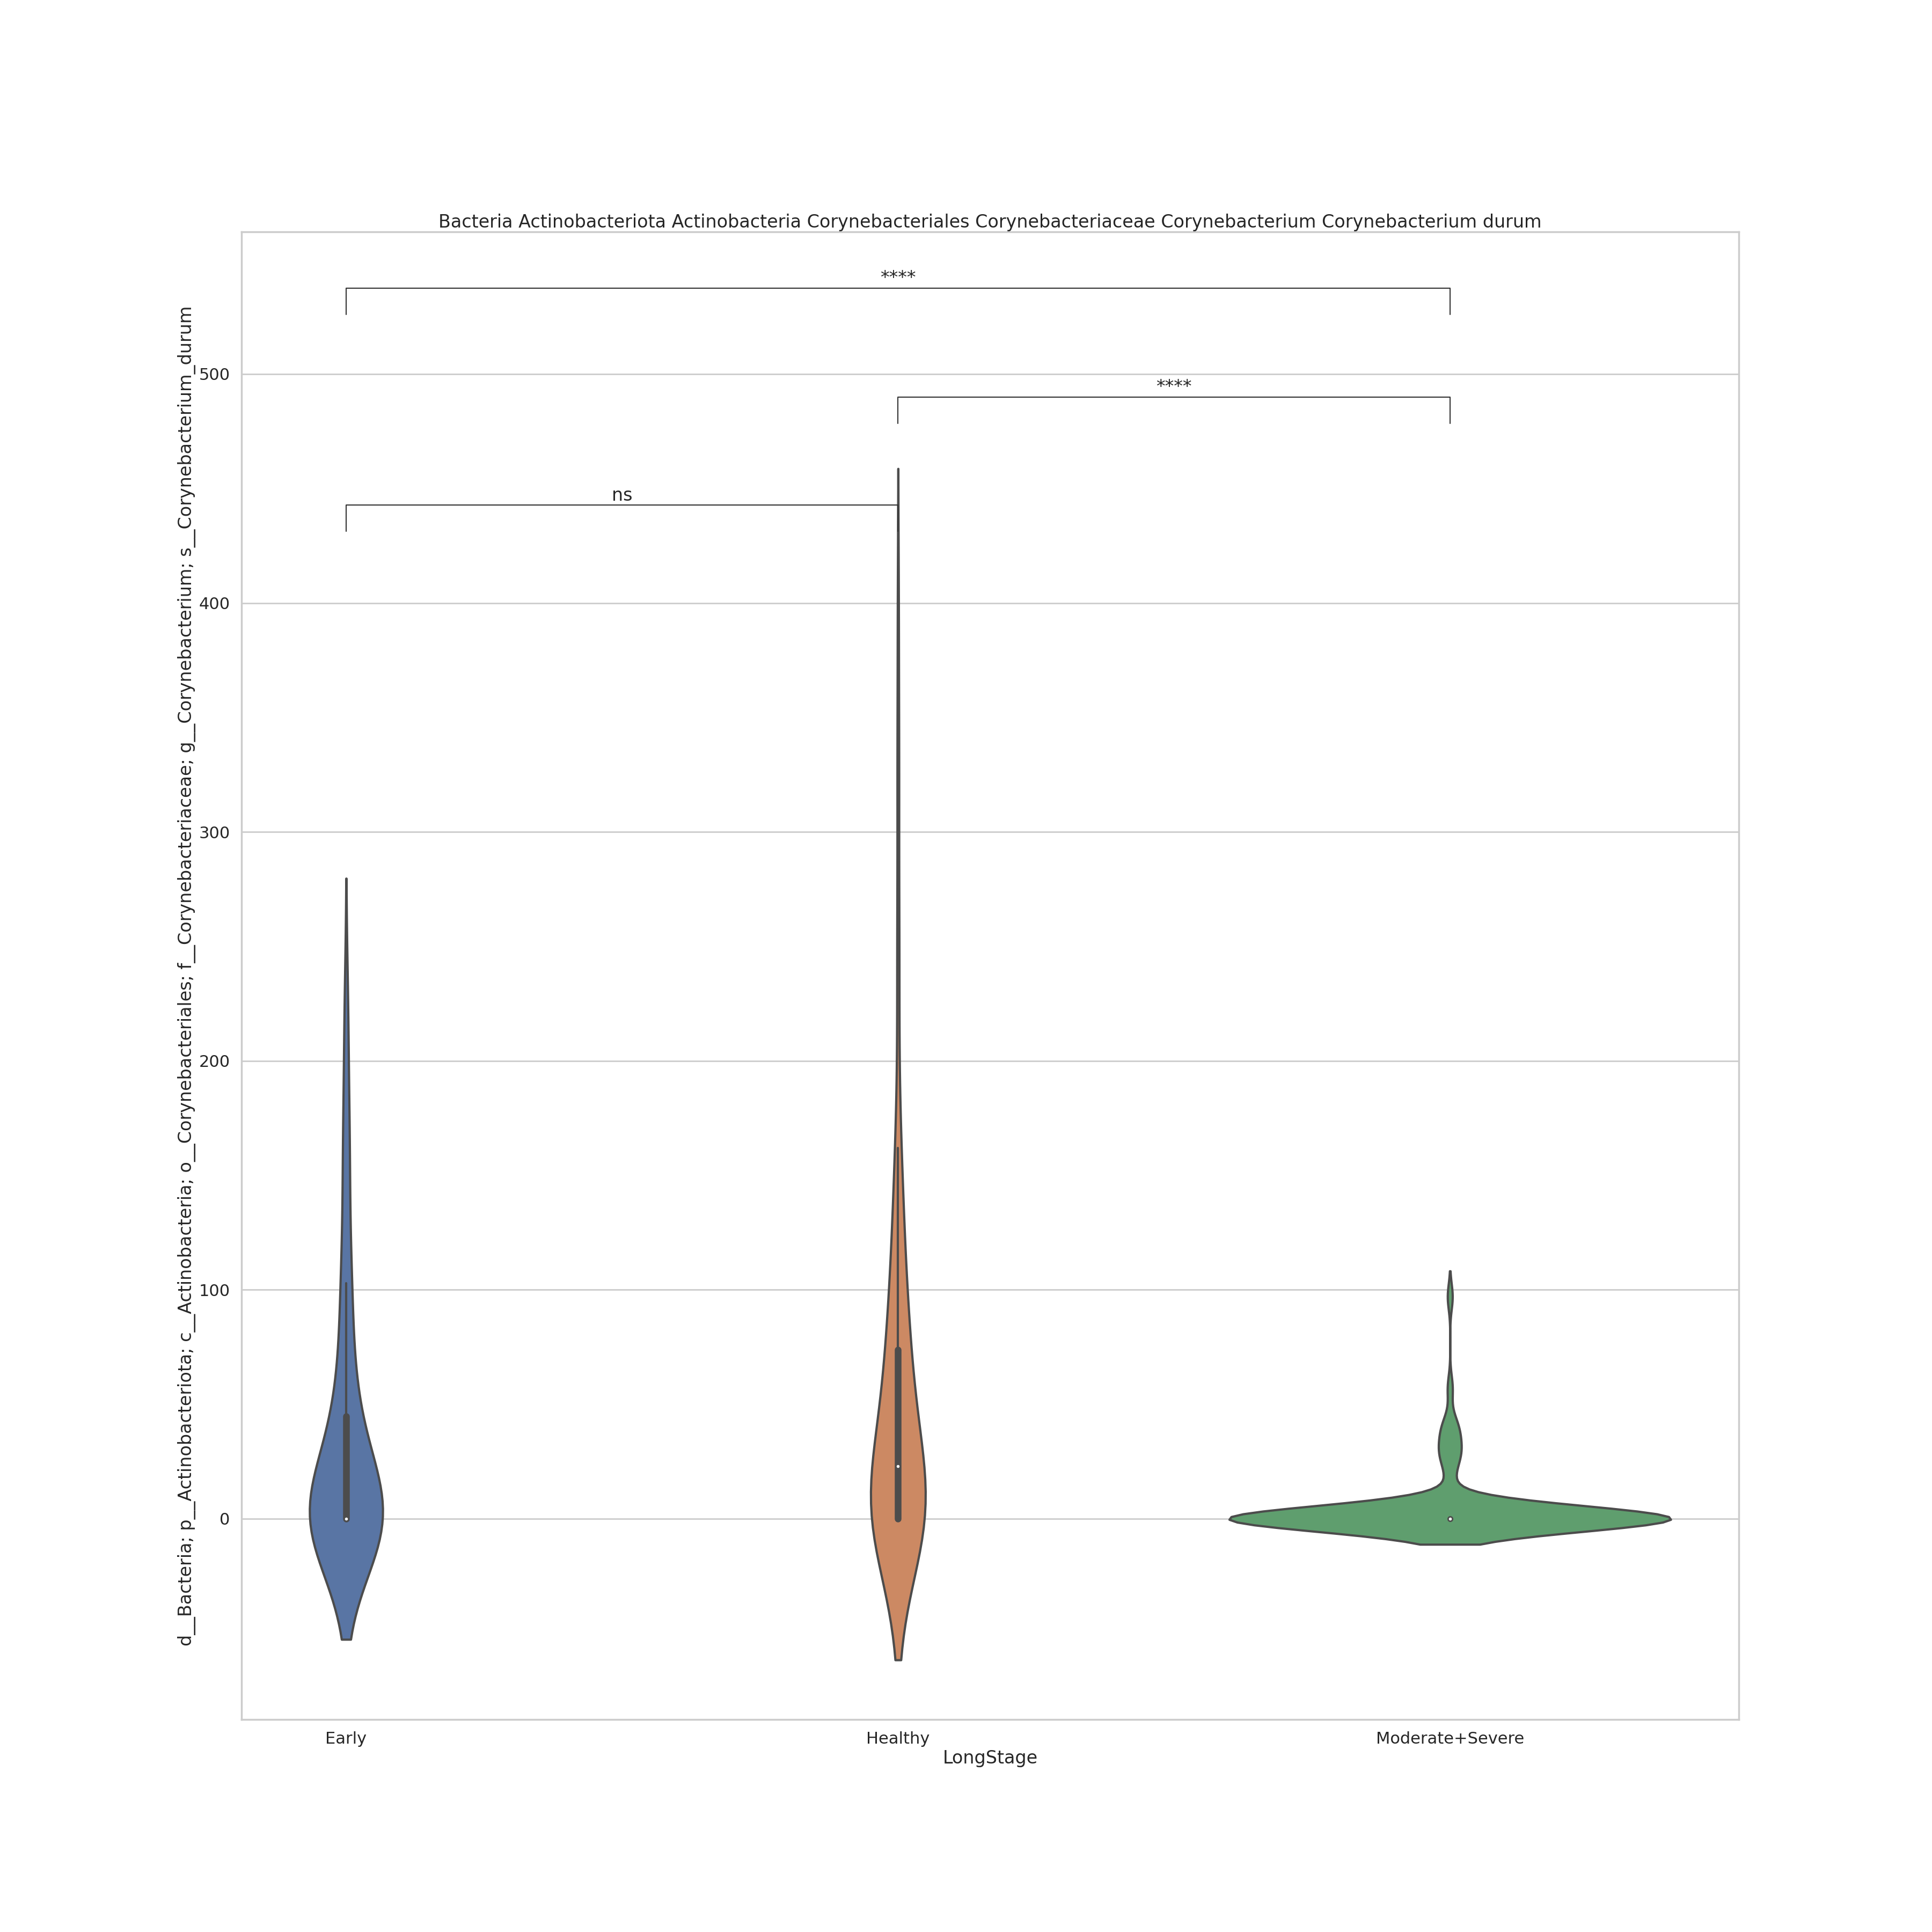 Bacteria Actinobacteriota Actinobacteria Corynebacteriales Corynebacteriaceae Corynebacterium Corynebacterium durum
****
****
ns
d__Bacteria; p__Actinobacteriota; c__Actinobacteria; o__Corynebacteriales; f__Corynebacteriaceae; g__Corynebacterium; s__Corynebacterium_durum
500
400
300
200
100
0
Early
Healthy
Moderate+Severe
LongStage